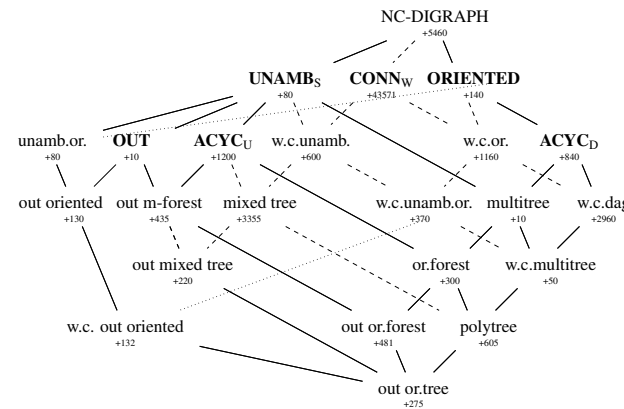 NC-DIGRAPH
+5460
UNAMBS CONNW ORIENTED
+80 +43571 +140
unamb.or. OUT ACYCU w.c.unamb. w.c.or. ACYCD
+80 +10 +1200 +600 +1160 +840
out oriented out m-forest mixed tree w.c.unamb.or. multitree w.c.dag
+130 +435 +3355 +370 +10 +2960
out mixed tree or.forest w.c.multitree
+220 +300 +50
w.c. out oriented out or.forest polytree
+132 +481 +605
out or.tree
+275